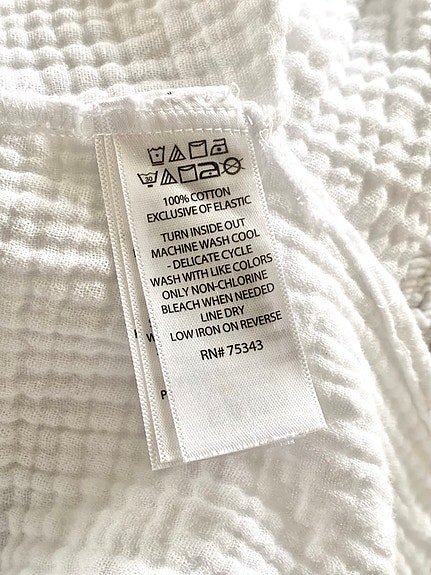 30
100% COTTON
EXCLUSIVE OF ELASTIC
TURN INSIDE OUT
MACHINE WASH COOL
- DELICATE CYCLE
WASH WITH LIKE COLORS
ONLY NON-CHLORINE
BLEACH WHEN NEEDED
LINE DRY
LOW IRON ON REVERSE
RN# 75343
W
P